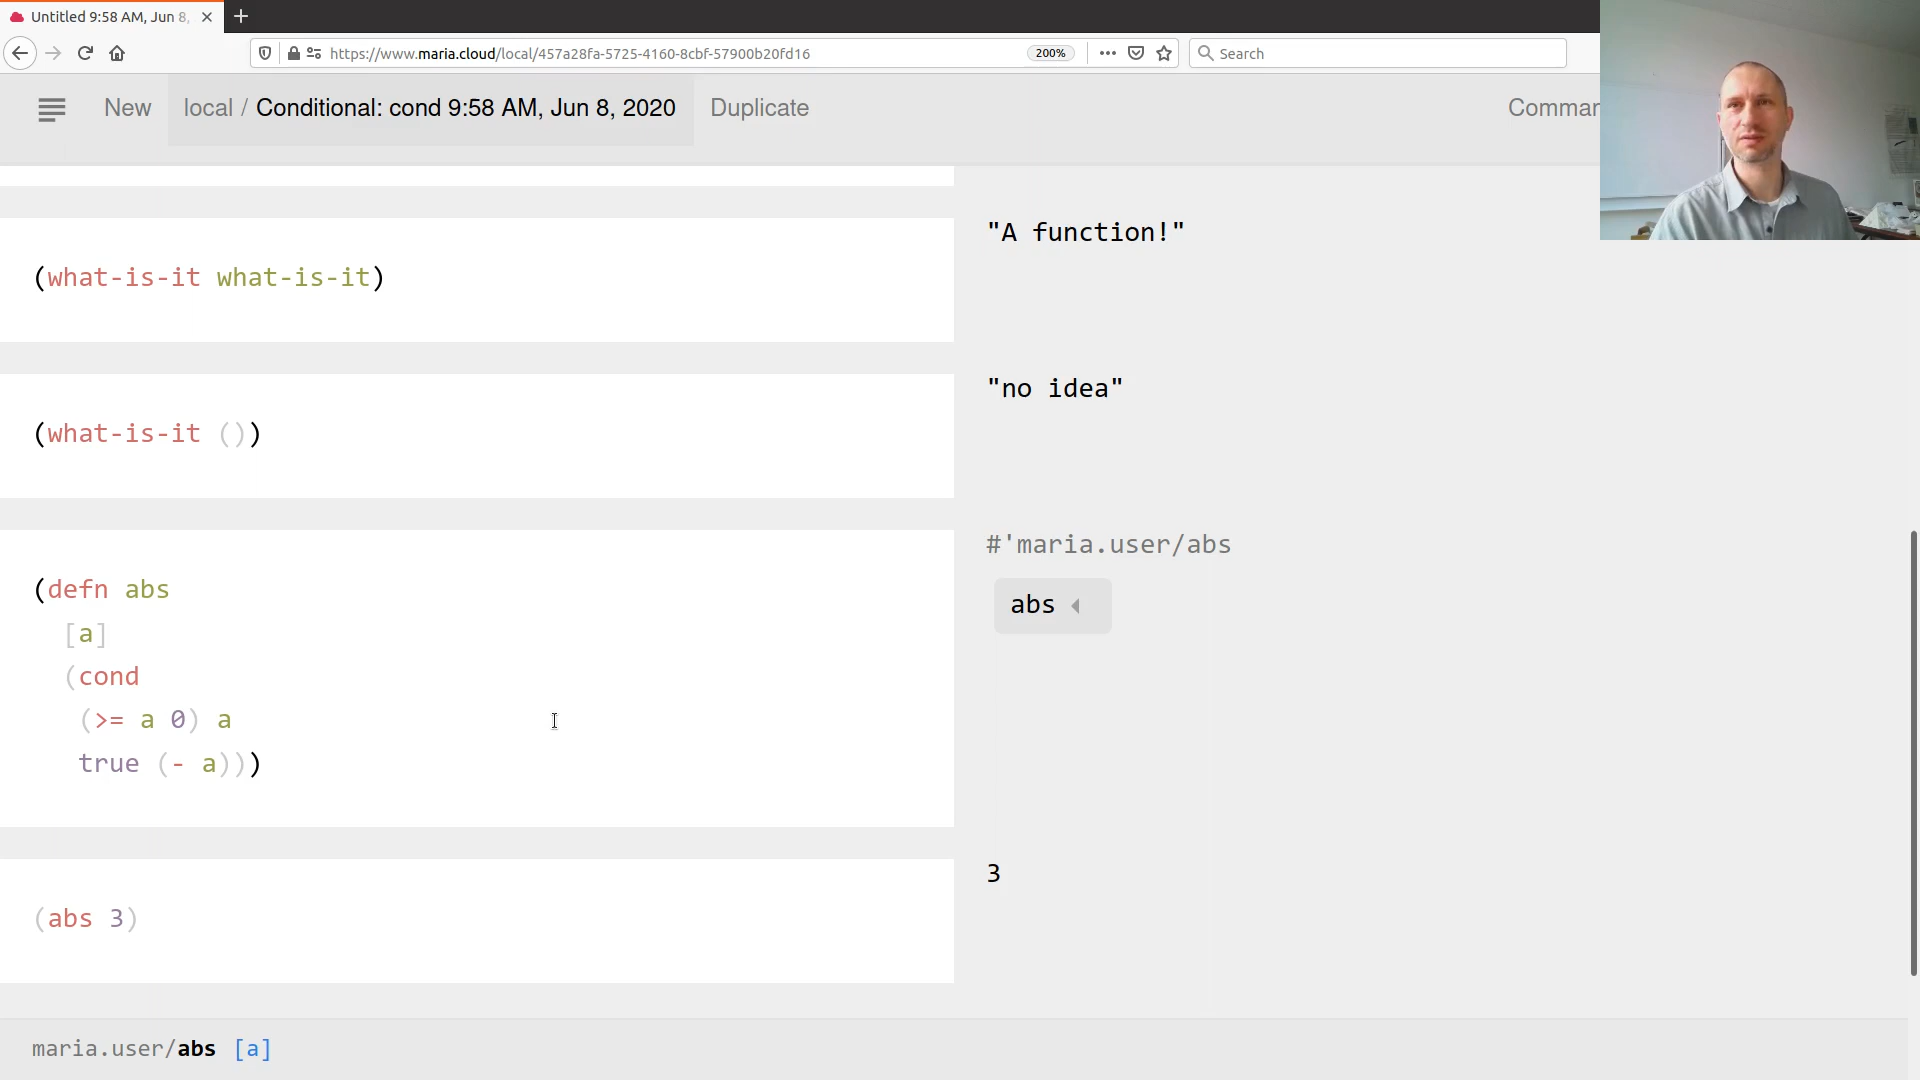 Untitled 9:58 AM, Jun 8,
https://www.maria.cloud/local/457a28fa-5725-4160-8cbf-57900b20fd16
200%
Search
New
local / Conditional: cond 9:58 AM, Jun 8, 2020
Duplicate
Commar
"A function!"
(what-is-it what-is-it)
"no idea"
(what-is-it ())
#'maria.user/abs
abs
(defn abs
[a]
(cond
(>= a 0) a
true (- a)))
3
(abs 3)
maria.user/abs [a]